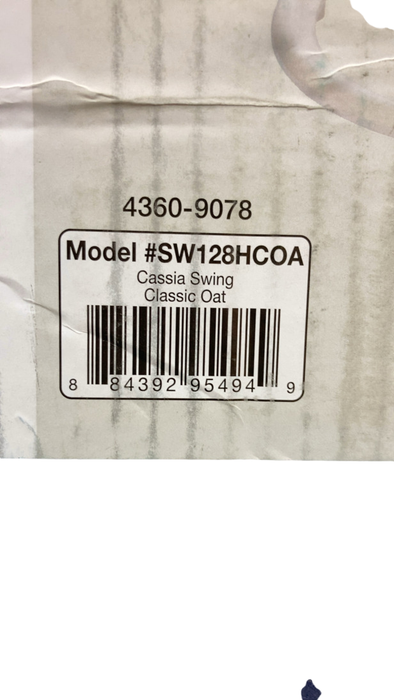 4360-9078
Model #SW128HCOA
Cassia Swing
Classic Oat
8 84392 95494 9